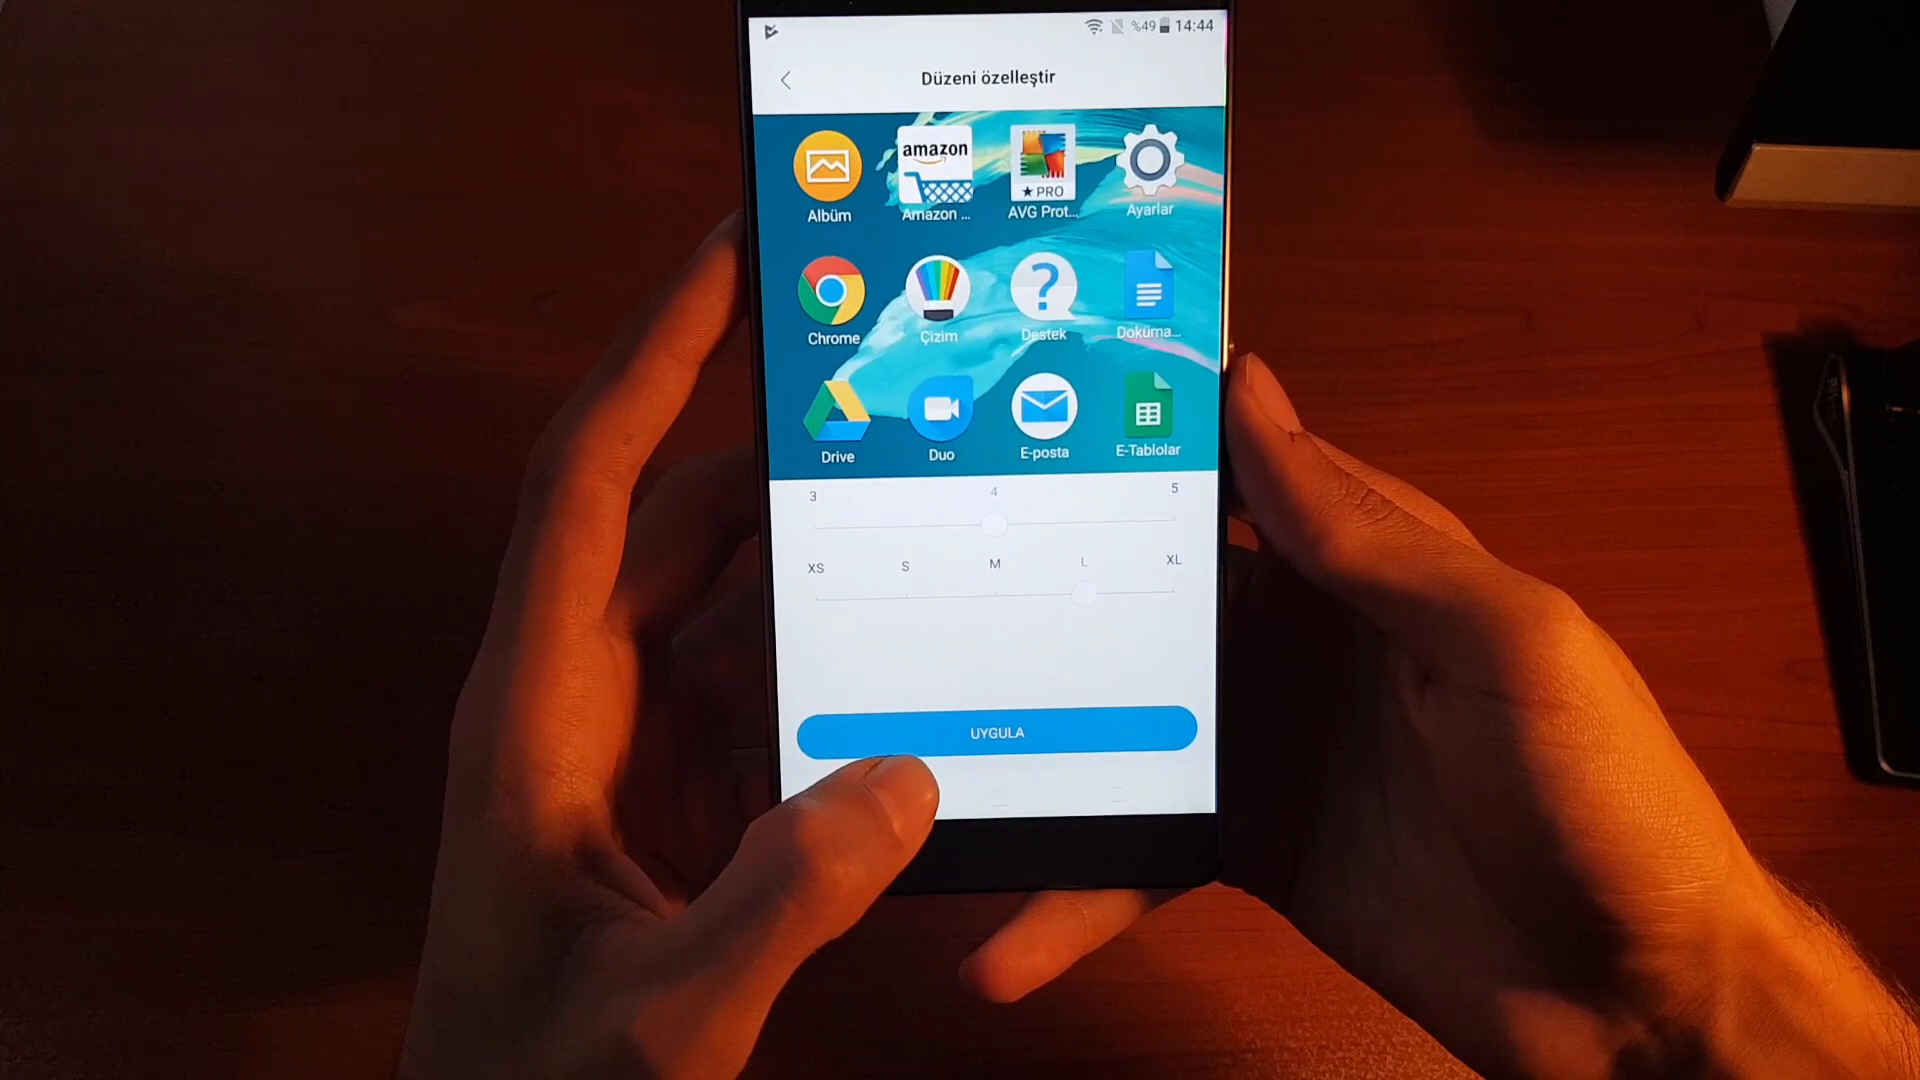 %49 14:44
Düzeni özelleştir
amazon
PRO
Albüm
Amazon ...
AVG Prot...
Ayarlar
Chrome
Çizim
Destek
Doküma...
Drive
Duo
E-posta
E-Tablolar
3 4 5
XS S M L XL
UYGULA